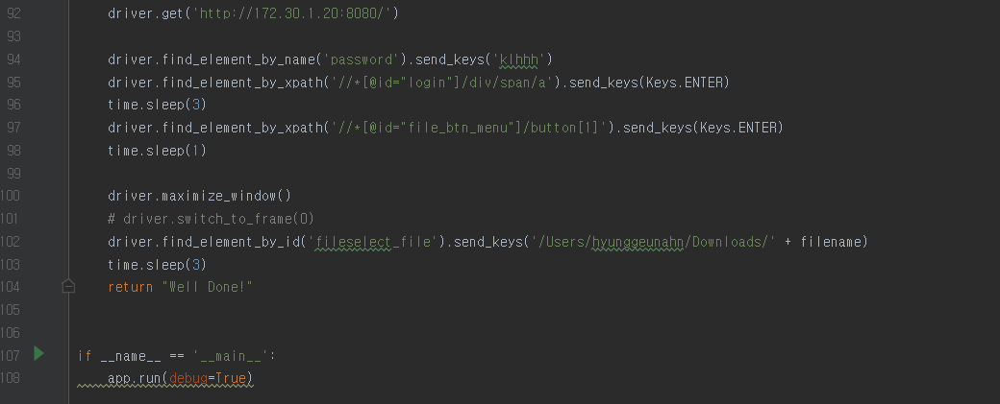 92 driver.get('http://172.30.1.20:8080/')
93
94 driver.find_element_by_name('password').send_keys('klhhh')
95 driver.find_element_by_xpath('//*[@id="login"]/div/span/a').send_keys(Keys.ENTER)
96 time.sleep(3)
97 driver.find_element_by_xpath('//*[@id="file_btn_menu"]/button[1]').send_keys(Keys.ENTER)
98 time.sleep(1)
99
100 driver.maximize_window()
101 # driver.switch_to_frame(0)
102 driver.find_element_by_id('fileselect_file').send_keys('/Users/hyunggeunahn/Downloads/' + filename)
103 time.sleep(3)
104 return "Well Done!"
105
106
107 if __name__ == '__main__':
108 app.run(debug=True)